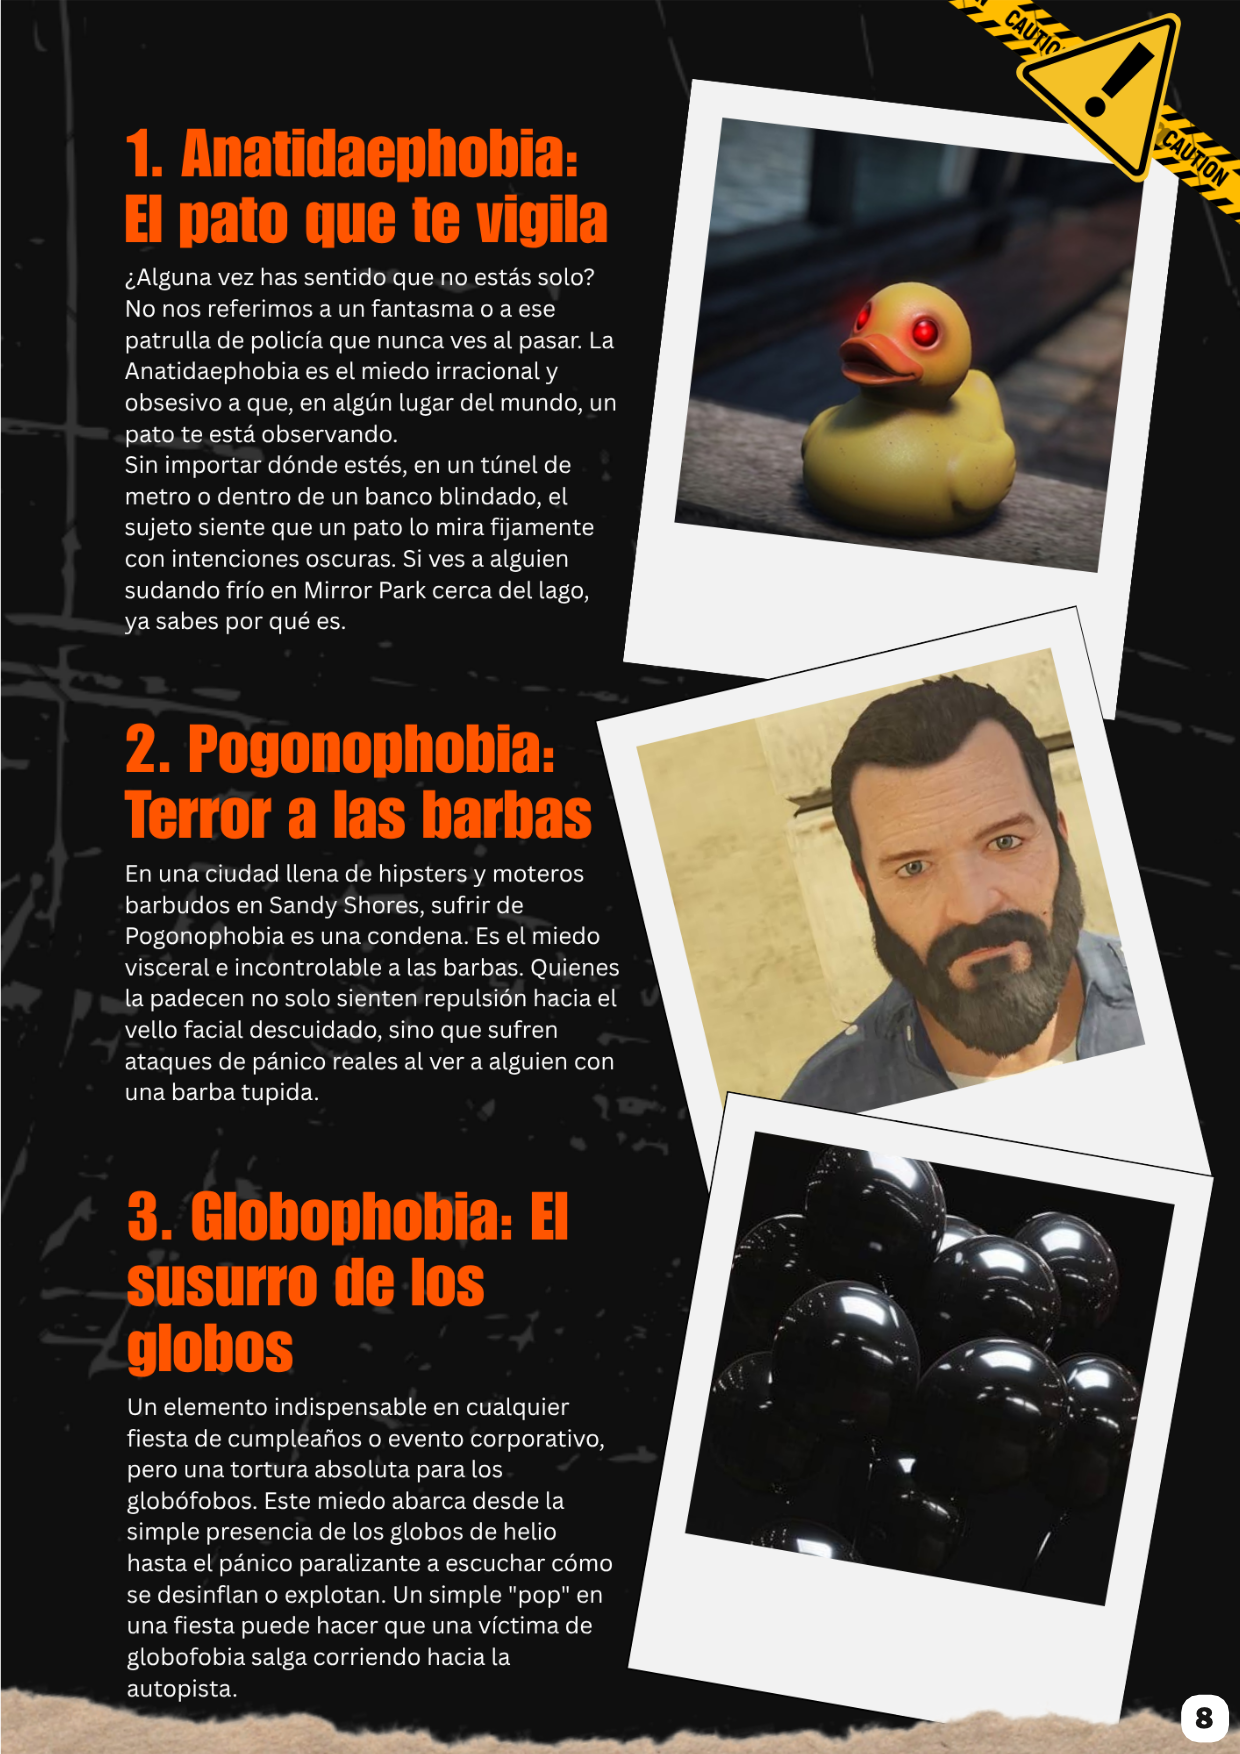 CAUTION
CAUTION
1. Anatidaephobia:
El pato que te vigila
¿Alguna vez has sentido que no estás solo?
No nos referimos a un fantasma o a ese
patrulla de policía que nunca ves al pasar. La
Anatidaephobia es el miedo irracional y
obsesivo a que, en algún lugar del mundo, un
pato te está observando.
Sin importar dónde estés, en un túnel de
metro o dentro de un banco blindado, el
sujeto siente que un pato lo mira fijamente
con intenciones oscuras. Si ves a alguien
sudando frío en Mirror Park cerca del lago,
ya sabes por qué es.
2. Pogonophobia:
Terror a las barbas
En una ciudad llena de hipsters y moteros
barbudos en Sandy Shores, sufrir de
Pogonophobia es una condena. Es el miedo
visceral e incontrolable a las barbas. Quienes
la padecen no solo sienten repulsión hacia el
vello facial descuidado, sino que sufren
ataques de pánico reales al ver a alguien con
una barba tupida.
3. Globophobia: El
susurro de los
globos
Un elemento indispensable en cualquier
fiesta de cumpleaños o evento corporativo,
pero una tortura absoluta para los
globófobos. Este miedo abarca desde la
simple presencia de los globos de helio
hasta el pánico paralizante a escuchar cómo
se desinflan o explotan. Un simple "pop" en
una fiesta puede hacer que una víctima de
globofobia salga corriendo hacia la
autopista.
8